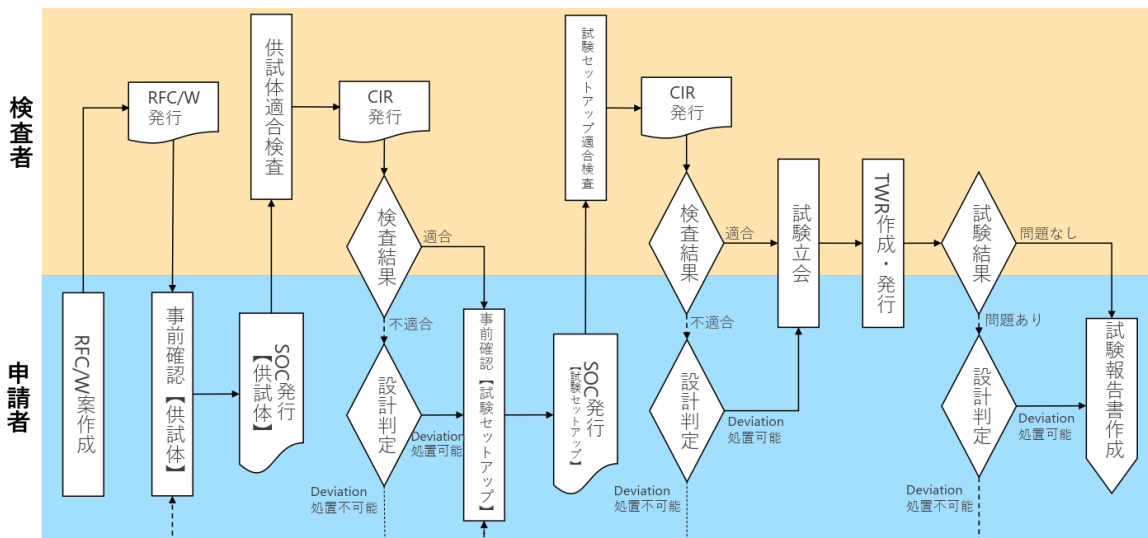 検査者
申請者
RFC/W案作成
RFC/W
発行
事前確認【供試体】
SOC発行
【供試体】
供試体適合検査
CIR
発行
検査結果
適合
不適合
設計判定
Deviation
処置可能
Deviation
処置不可能
事前確認【試験セットアップ】
SOC発行
【試験セットアップ】
試験セットアップ適合検査
CIR
発行
検査結果
適合
不適合
設計判定
Deviation
処置可能
Deviation
処置不可能
試験立会
TWR作成・発行
試験結果
問題なし
問題あり
設計判定
Deviation
処置可能
Deviation
処置不可能
試験報告書作成